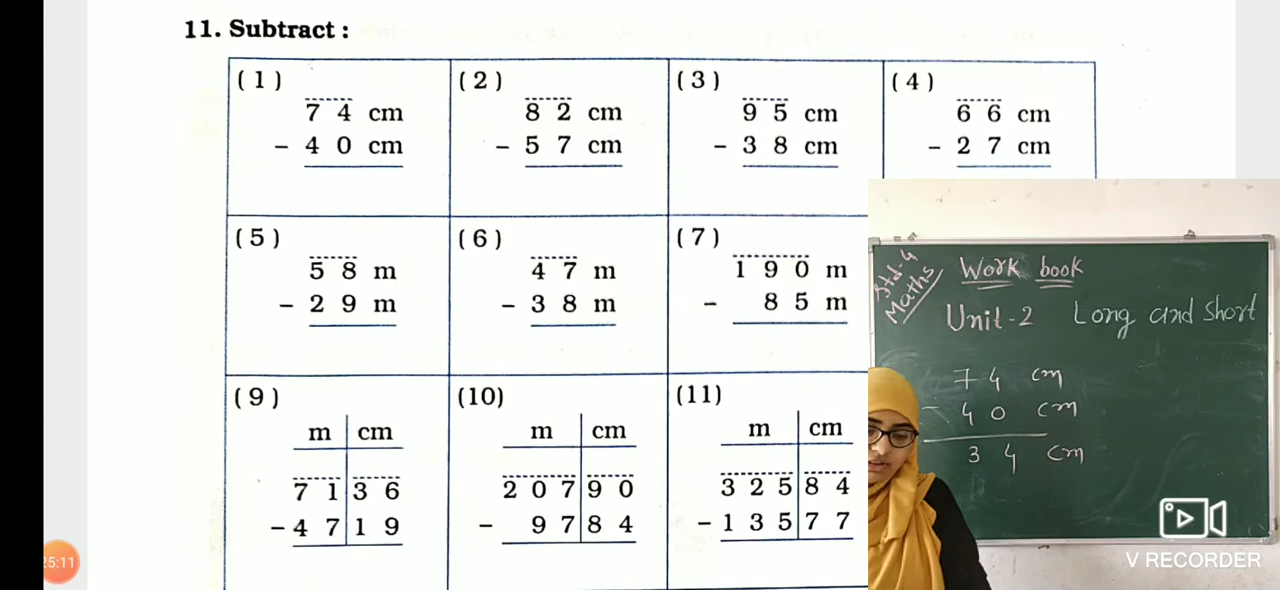 11. Subtract :
(1)
7 4 cm
- 4 0 cm
(2)
8 2 cm
- 5 7 cm
(3)
9 5 cm
- 3 8 cm
(4)
6 6 cm
- 2 7 cm
(5)
5 8 m
- 2 9 m
(6)
4 7 m
- 3 8 m
(7)
1 9 0 m
- 8 5 m
(9)
m cm
7 1 3 6
- 4 7 1 9
(10)
m cm
2 0 7 9 0
- 9 7 8 4
(11)
m cm
3 2 5 8 4
- 1 3 5 7 7
Std-4
Maths
Work book
Unit-2 Long and Short
7 4 cm
- 4 0 cm
3 4 cm
25:11
V RECORDER